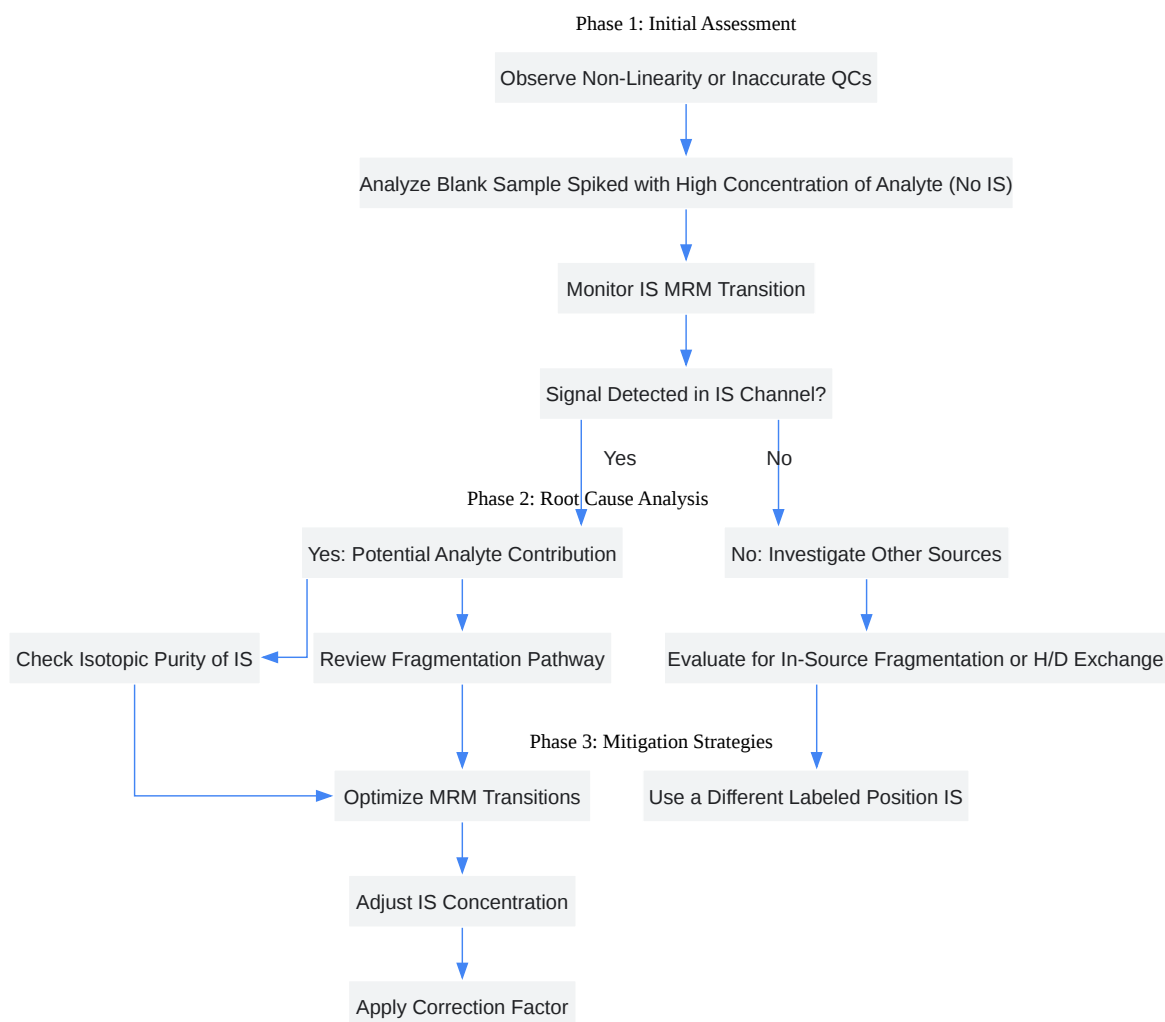 Phase 1: Initial Assessment
Observe Non-Linearity or Inaccurate QCs
Analyze Blank Sample Spiked with High Concentration of Analyte (No IS)
Monitor IS MRM Transition
Signal Detected in IS Channel?
Yes
No
Phase 2: Root Cause Analysis
Yes: Potential Analyte Contribution
No: Investigate Other Sources
Check Isotopic Purity of IS
Review Fragmentation Pathway
Evaluate for In-Source Fragmentation or H/D Exchange
Phase 3: Mitigation Strategies
Optimize MRM Transitions
Use a Different Labeled Position IS
Adjust IS Concentration
Apply Correction Factor